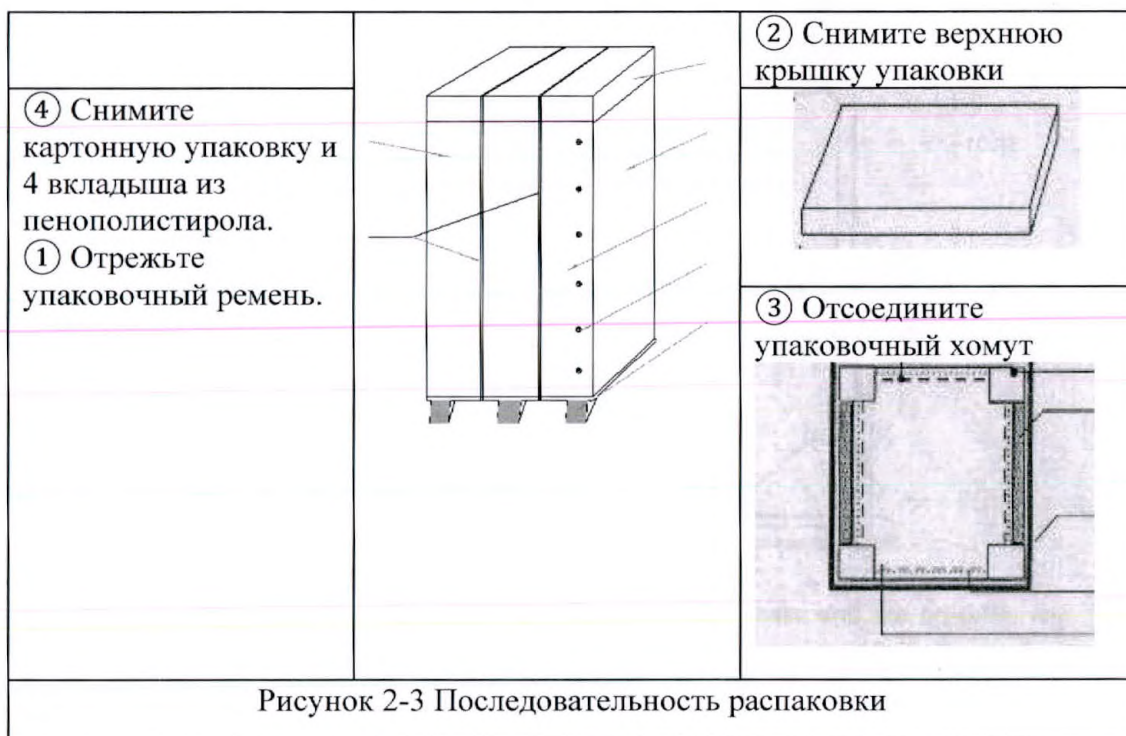 ④ Снимите
картонную упаковку и
4 вкладыша из
пенополистирола.
① Отрежьте
упаковочный ремень.
② Снимите верхнюю
крышку упаковки
③ Отсоедините
упаковочный хомут
Рисунок 2-3 Последовательность распаковки